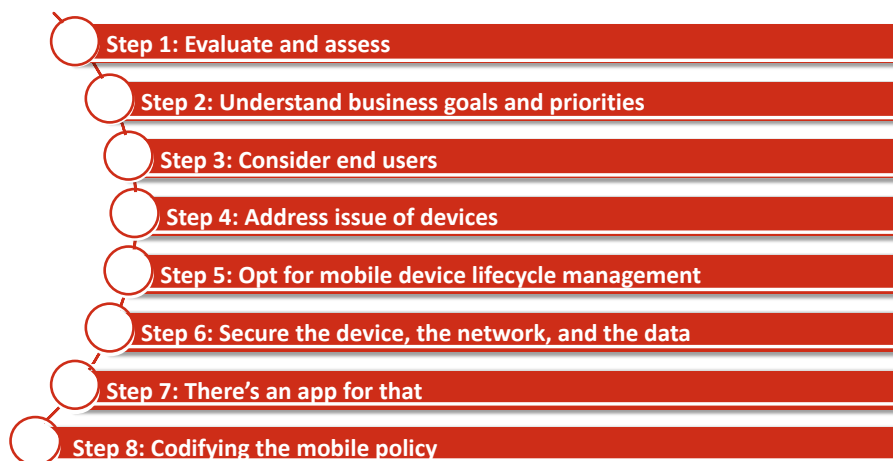 Step 1: Evaluate and assess
Step 2: Understand business goals and priorities
Step 3: Consider end users
Step 4: Address issue of devices
Step 5: Opt for mobile device lifecycle management
Step 6: Secure the device, the network, and the data
Step 7: There’s an app for that
Step 8: Codifying the mobile policy